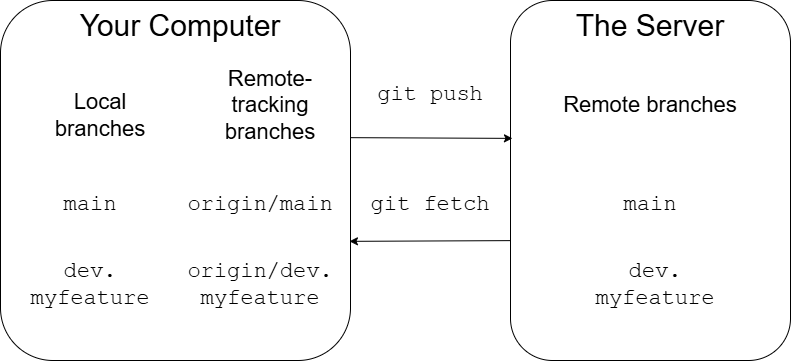 Your Computer
The Server
Local
branches
Remote-
tracking
branches
git push
Remote branches
main
origin/main
git fetch
main
dev.
myfeature
origin/dev.
myfeature
dev.
myfeature